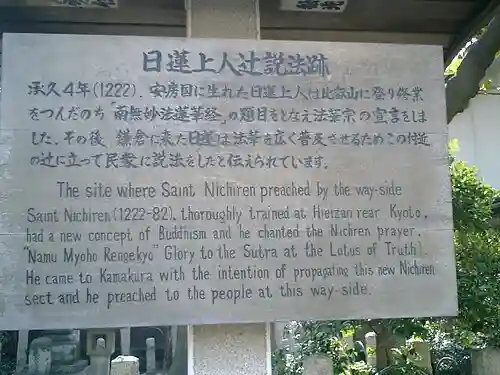 日蓮上人辻説法跡
承久4年(1222)、安房国に生れた日蓮上人は比叡山に登り修業
をつんだのち「南無妙法蓮華経」の題目をとなえ法華宗の宣言をしま
した。その後、鎌倉に来た日蓮は法華を広く普及させるためこの付近
の辻に立って民衆に説法をしたと伝えられています。
The site where Saint Nichiren preached by the way-side
Saint Nichiren (1222-82), thoroughly trained at Hieizan near Kyoto,
had a new concept of Buddhism and he chanted the Nichiren prayer,
"Namu Myoho Rengekyo" Glory to the Sutra at the Lotus of Truth).
He came to Kamakura with the intention of propagating this new Nichiren
sect and he preached to the people at this way-side.